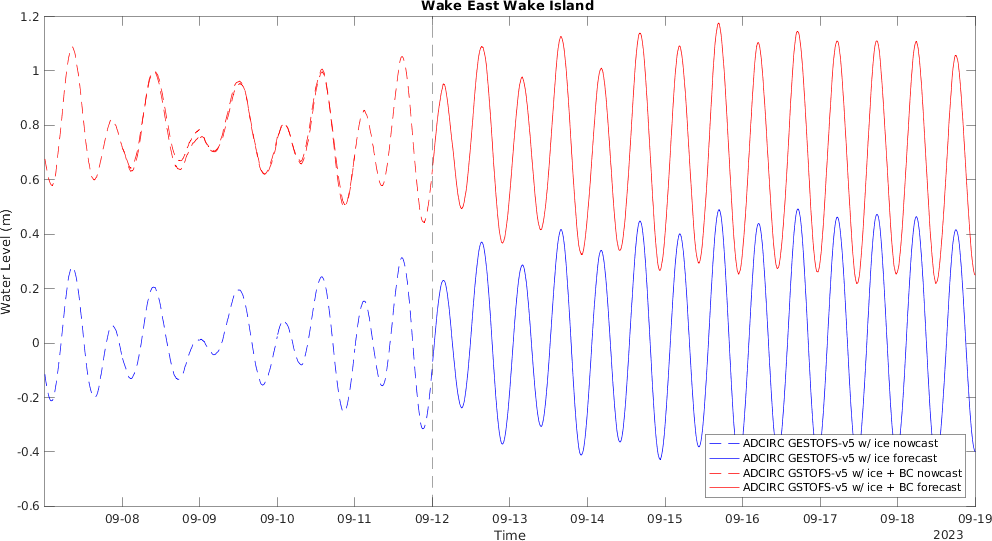 Wake East Wake Island
1.2
1
0.8
0.6
0.4
0.2
0
-0.2
-0.4
-0.6
Water Level (m)
ADCIRC GESTOFS-v5 w/ ice nowcast
ADCIRC GESTOFS-v5 w/ ice forecast
ADCIRC GSTOFS-v5 w/ ice + BC nowcast
ADCIRC GSTOFS-v5 w/ ice + BC forecast
09-08 09-09 09-10 09-11 09-12 09-13 09-14 09-15 09-16 09-17 09-18 09-19
Time
2023